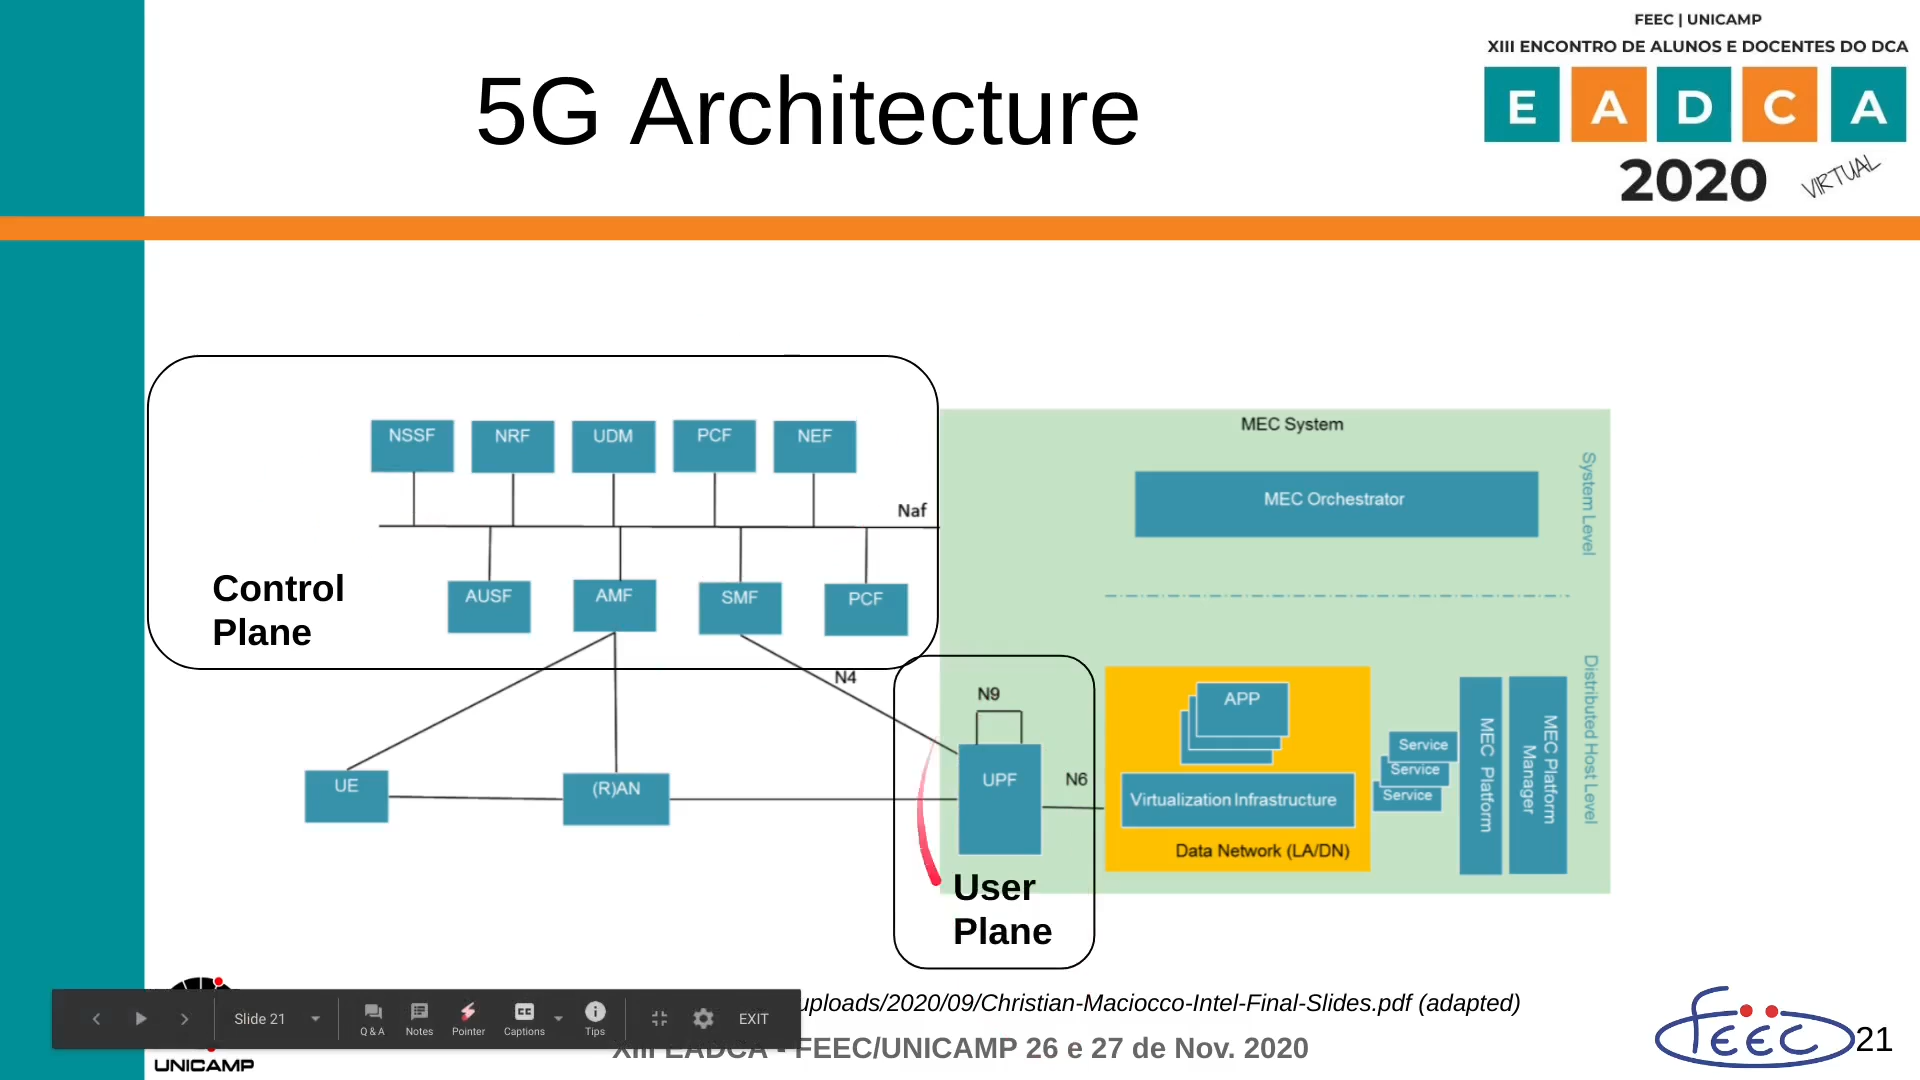 FEEC | UNICAMP
XIII ENCONTRO DE ALUNOS E DOCENTES DO DCA
E A D C A
2020 VIRTUAL
5G Architecture
NSSF NRF UDM PCF NEF
Naf
AUSF AMF SMF PCF
Control
Plane
N4
UE
(R)AN
N9
UPF
N6
User
Plane
MEC System
MEC Orchestrator
System Level
APP
Virtualization Infrastructure
Data Network (LA/DN)
Service
Service
Service
MEC Platform
MEC Platform
Manager
Distributed Host Level
uploads/2020/09/Christian-Maciocco-Intel-Final-Slides.pdf (adapted)
Slide 21
Q & A Notes Pointer Captions Tips EXIT
CC
XIII EADCA - FEEC/UNICAMP 26 e 27 de Nov. 2020
UNICAMP
FEEC
21